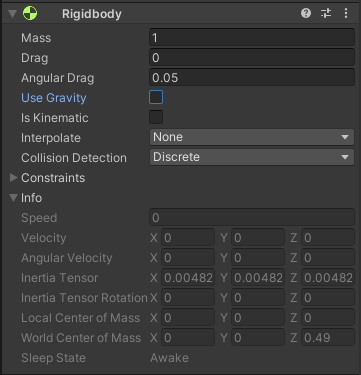 Rigidbody
Mass 1
Drag 0
Angular Drag 0.05
Use Gravity
Is Kinematic
Interpolate None
Collision Detection Discrete
Constraints
Info
Speed 0
Velocity X 0 Y 0 Z 0
Angular Velocity X 0 Y 0 Z 0
Inertia Tensor X 0.00482 Y 0.00482 Z 0.00482
Inertia Tensor Rotation X 0 Y 0 Z 0
Local Center of Mass X 0 Y 0 Z 0
World Center of Mass X 0 Y 0 Z 0.49
Sleep State Awake